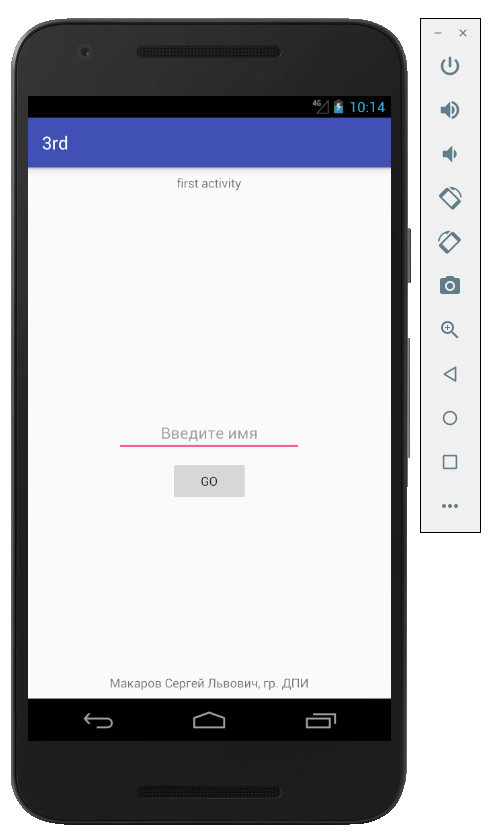 4G 10:14
3rd
first activity
Введите имя
GO
Макаров Сергей Львович, гр. ДПИ